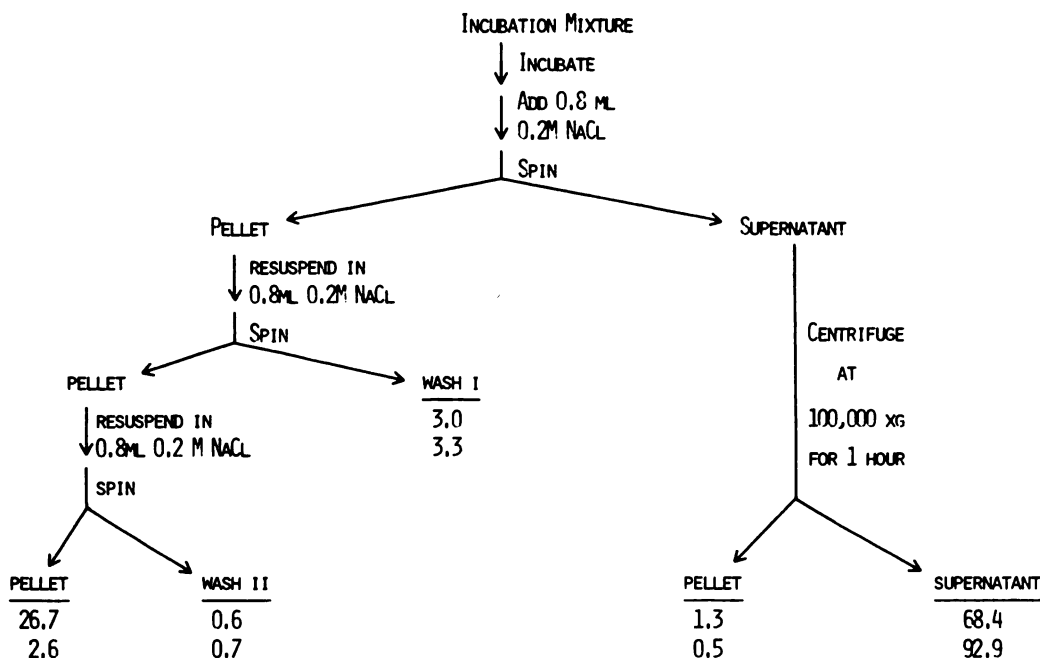 INCUBATION MIXTURE
INCUBATE
ADD 0.8 ML
0.2M NACL
SPIN
PELLET
SUPERNATANT
RESUSPEND IN
0.8ML 0.2M NACL
SPIN
CENTRIFUGE
AT
100,000 XG
FOR 1 HOUR
PELLET
WASH I
3.0
3.3
RESUSPEND IN
0.8ML 0.2 M NACL
SPIN
PELLET
26.7
2.6
WASH II
0.6
0.7
PELLET
1.3
0.5
SUPERNATANT
68.4
92.9